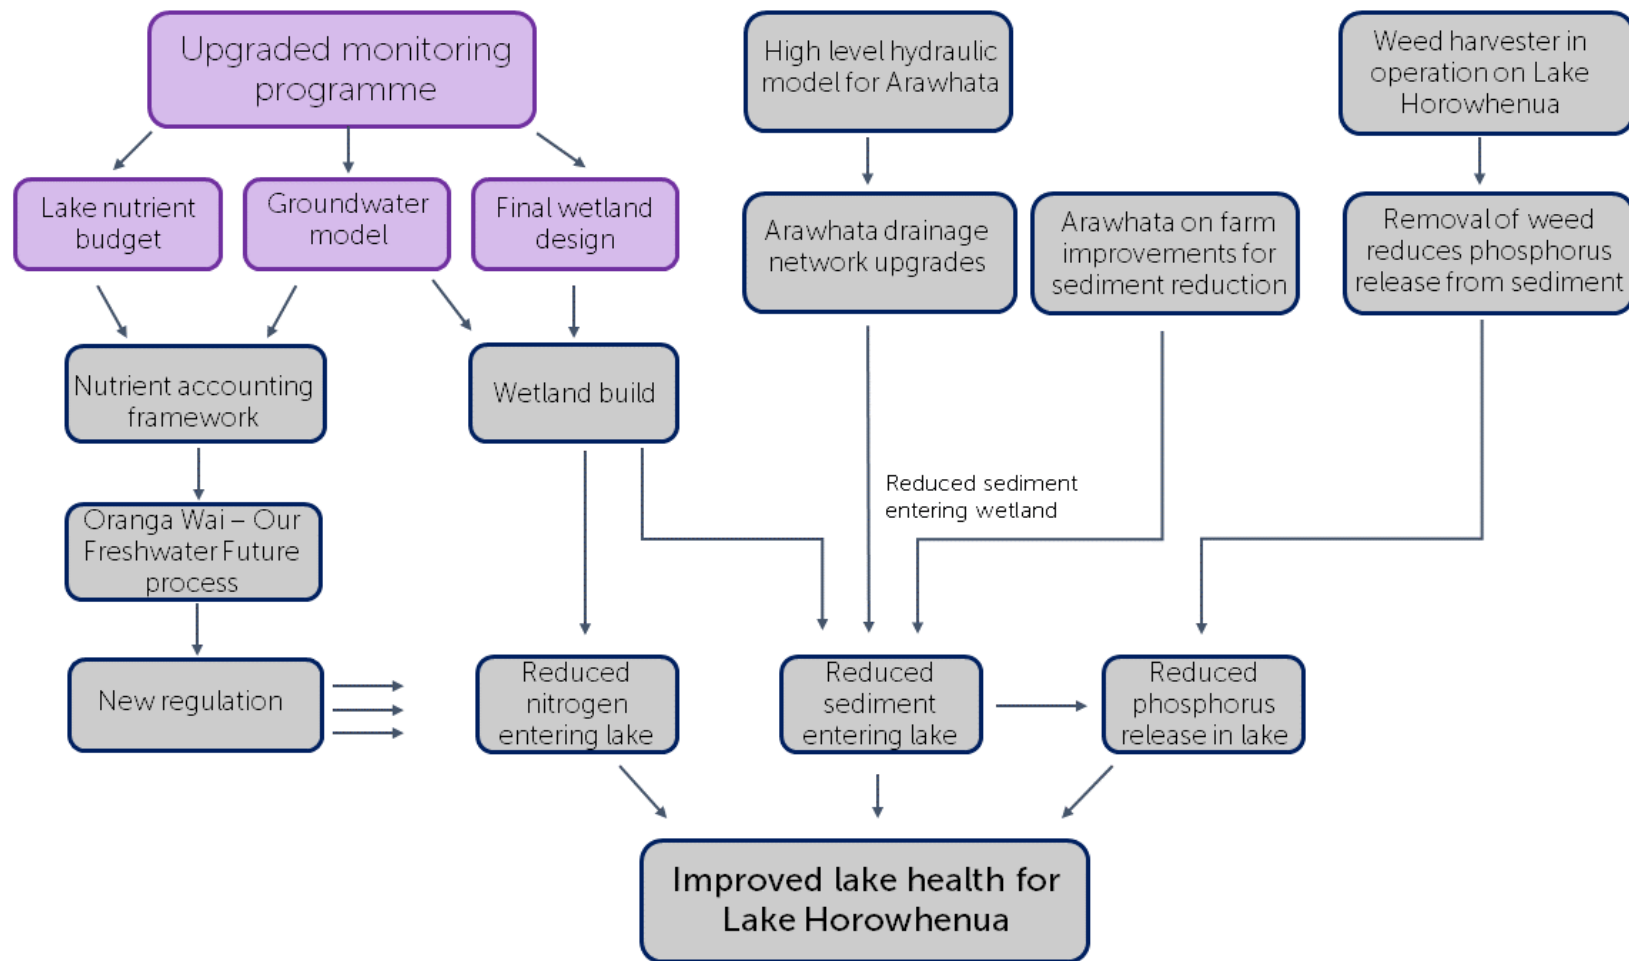 Upgraded monitoring
programme
High level hydraulic
model for Arawhata
Weed harvester in
operation on Lake
Horowhenua
Lake nutrient
budget
Groundwater
model
Final wetland
design
Arawhata drainage
network upgrades
Arawhata on farm
improvements for
sediment reduction
Removal of weed
reduces phosphorus
release from sediment
Nutrient accounting
framework
Wetland build
Reduced sediment
entering wetland
Oranga Wai – Our
Freshwater Future
process
New regulation
Reduced
nitrogen
entering lake
Reduced
sediment
entering lake
Reduced
phosphorus
release in lake
Improved lake health for
Lake Horowhenua